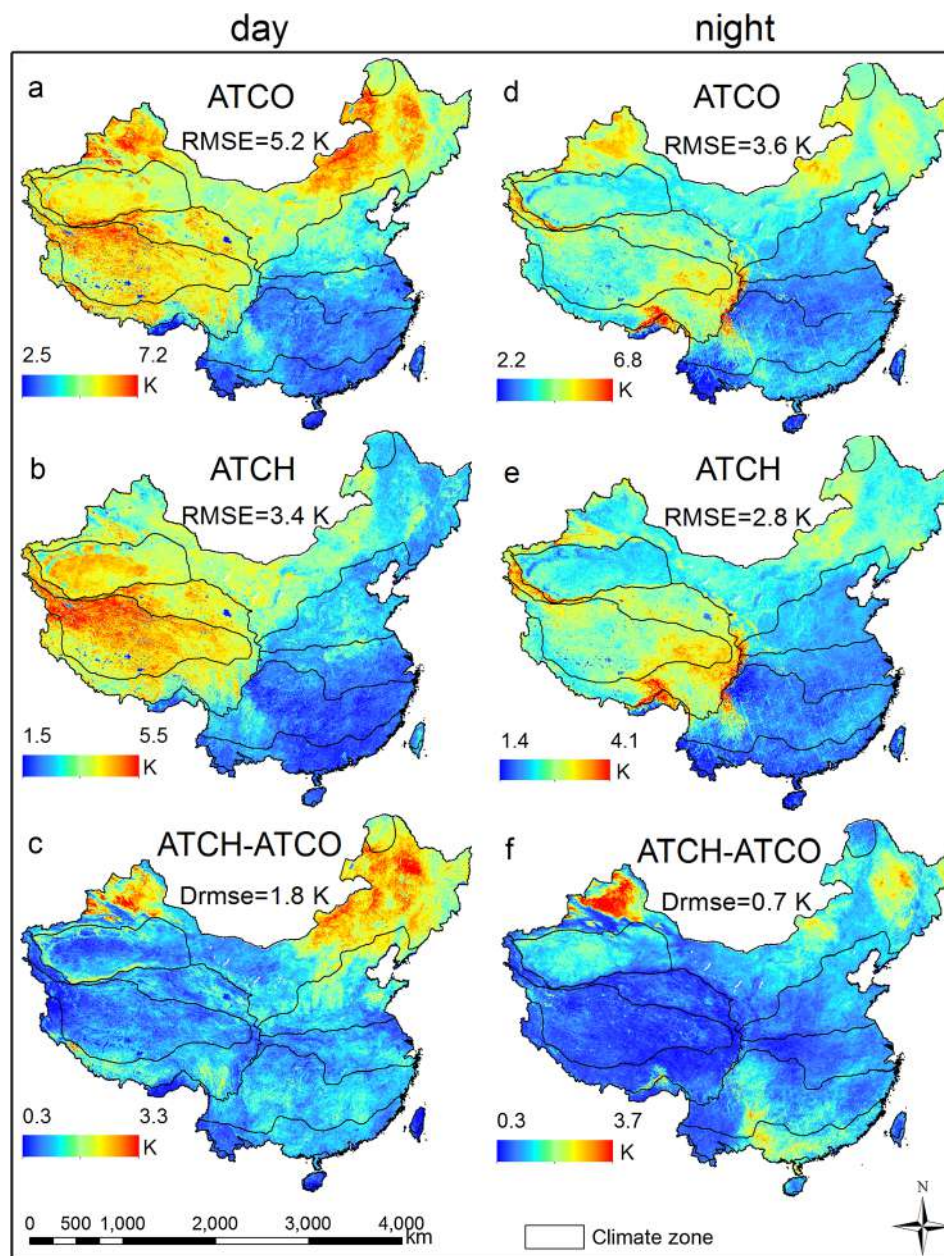 day
night
a
ATCO
RMSE=5.2 K
2.5
7.2
K
d
ATCO
RMSE=3.6 K
2.2
6.8
K
b
ATCH
RMSE=3.4 K
1.5
5.5
K
e
ATCH
RMSE=2.8 K
1.4
4.1
K
c
ATCH-ATCO
Drmse=1.8 K
0.3
3.3
K
f
ATCH-ATCO
Drmse=0.7 K
0.3
3.7
K
0 500 1,000 2,000 3,000 4,000
km
Climate zone
N